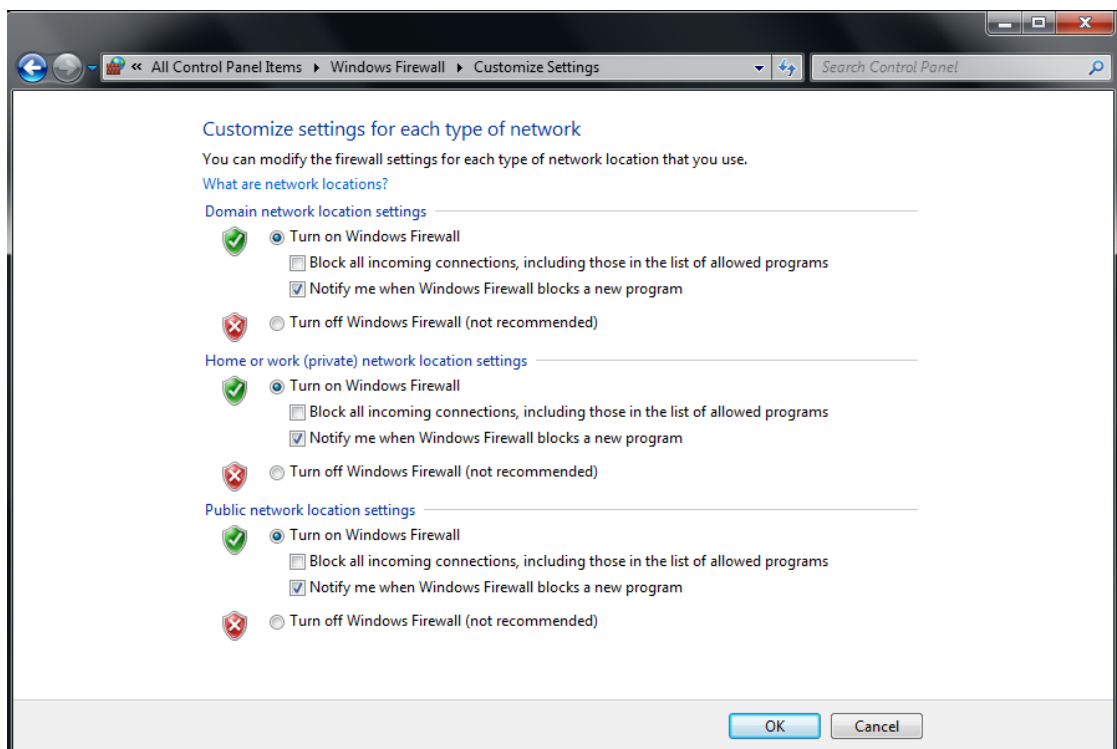 « All Control Panel Items Windows Firewall Customize Settings Search Control Panel
Customize settings for each type of network
You can modify the firewall settings for each type of network location that you use.
What are network locations?
Domain network location settings
Turn on Windows Firewall
Block all incoming connections, including those in the list of allowed programs
Notify me when Windows Firewall blocks a new program
Turn off Windows Firewall (not recommended)
Home or work (private) network location settings
Turn on Windows Firewall
Block all incoming connections, including those in the list of allowed programs
Notify me when Windows Firewall blocks a new program
Turn off Windows Firewall (not recommended)
Public network location settings
Turn on Windows Firewall
Block all incoming connections, including those in the list of allowed programs
Notify me when Windows Firewall blocks a new program
Turn off Windows Firewall (not recommended)
OK Cancel